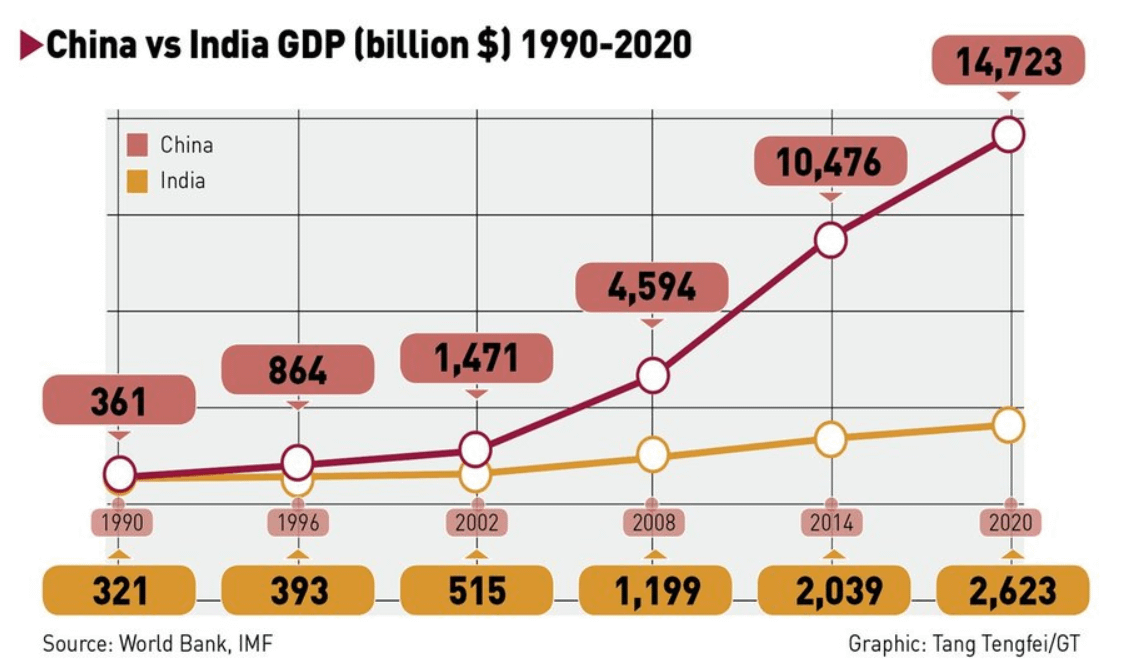 China vs India GDP (billion $) 1990-2020
14,723
China
India
10,476
4,594
1,471
864
361
1990 1996 2002 2008 2014 2020
321 393 515 1,199 2,039 2,623
Source: World Bank, IMF
Graphic: Tang Tengfei/GT